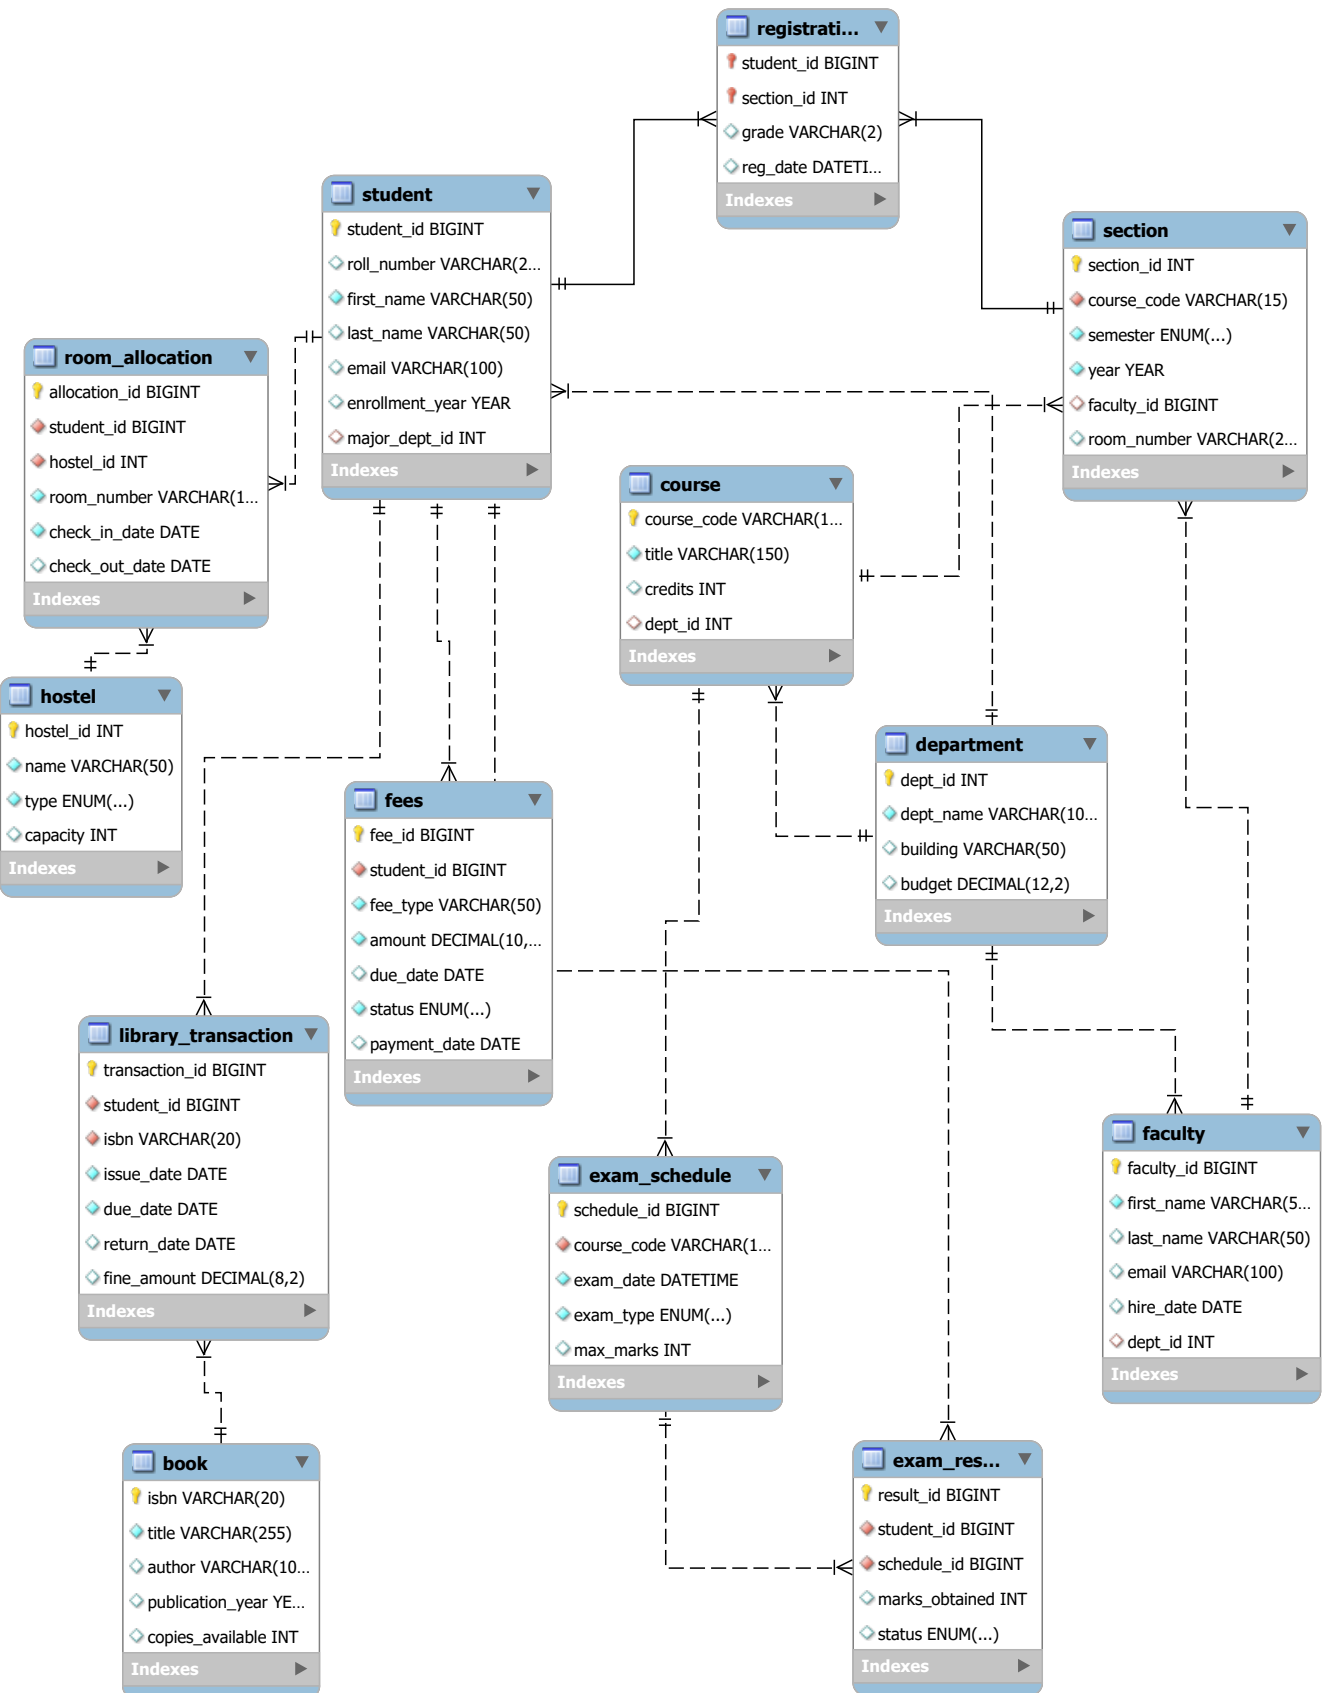 registrati...
student_id BIGINT
section_id INT
grade VARCHAR(2)
reg_date DATETI...
Indexes
student
student_id BIGINT
roll_number VARCHAR(2...
first_name VARCHAR(50)
last_name VARCHAR(50)
email VARCHAR(100)
enrollment_year YEAR
major_dept_id INT
Indexes
section
section_id INT
course_code VARCHAR(15)
semester ENUM(...)
year YEAR
faculty_id BIGINT
room_number VARCHAR(2...
Indexes
room_allocation
allocation_id BIGINT
student_id BIGINT
hostel_id INT
room_number VARCHAR(1...
check_in_date DATE
check_out_date DATE
Indexes
course
course_code VARCHAR(1...
title VARCHAR(150)
credits INT
dept_id INT
Indexes
hostel
hostel_id INT
name VARCHAR(50)
type ENUM(...)
capacity INT
Indexes
department
dept_id INT
dept_name VARCHAR(10...
building VARCHAR(50)
budget DECIMAL(12,2)
Indexes
fees
fee_id BIGINT
student_id BIGINT
fee_type VARCHAR(50)
amount DECIMAL(10,...
due_date DATE
status ENUM(...)
payment_date DATE
Indexes
library_transaction
transaction_id BIGINT
student_id BIGINT
isbn VARCHAR(20)
issue_date DATE
due_date DATE
return_date DATE
fine_amount DECIMAL(8,2)
Indexes
faculty
faculty_id BIGINT
first_name VARCHAR(5...
last_name VARCHAR(50)
email VARCHAR(100)
hire_date DATE
dept_id INT
Indexes
exam_schedule
schedule_id BIGINT
course_code VARCHAR(1...
exam_date DATETIME
exam_type ENUM(...)
max_marks INT
Indexes
book
isbn VARCHAR(20)
title VARCHAR(255)
author VARCHAR(10...
publication_year YE...
copies_available INT
Indexes
exam_res...
result_id BIGINT
student_id BIGINT
schedule_id BIGINT
marks_obtained INT
status ENUM(...)
Indexes